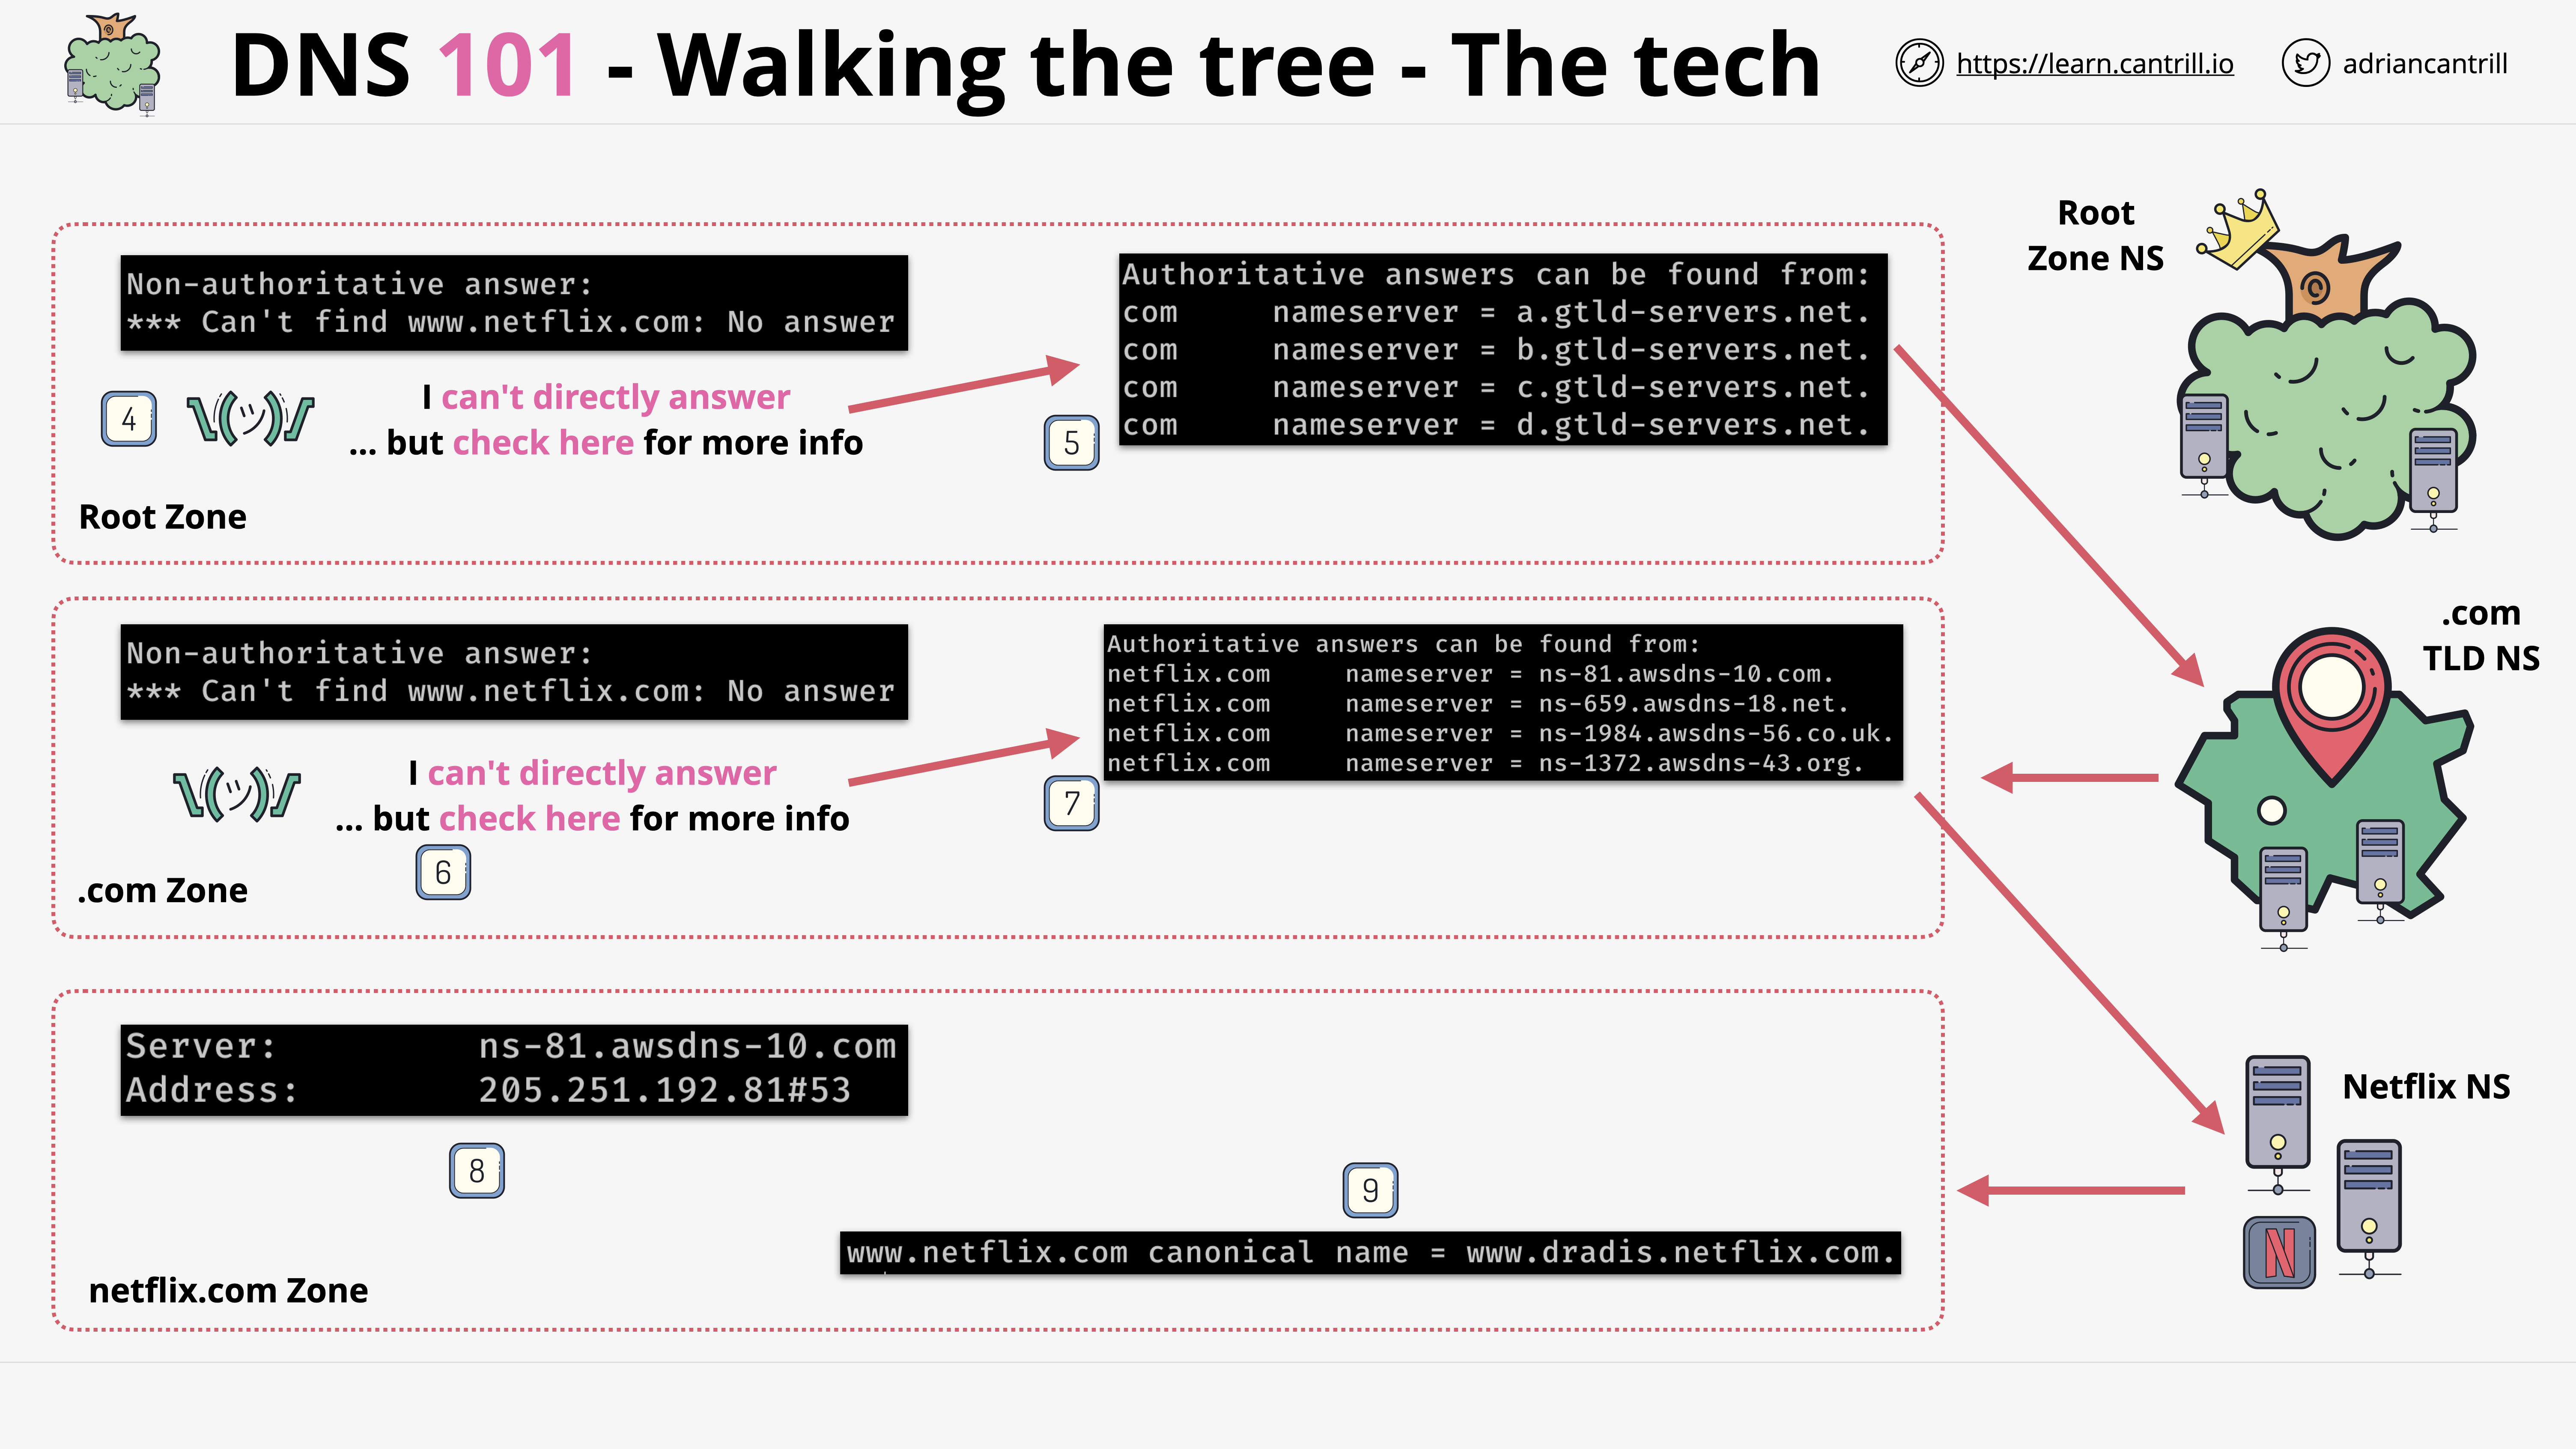 DNS 101 - Walking the tree - The tech
https://learn.cantrill.io
adriancantrill
Root
Zone NS
Non-authoritative answer:
*** Can't find www.netflix.com: No answer
4
¯\_(ツ)_/¯
I can't directly answer
... but check here for more info
5
Authoritative answers can be found from:
com nameserver = a.gtld-servers.net.
com nameserver = b.gtld-servers.net.
com nameserver = c.gtld-servers.net.
com nameserver = d.gtld-servers.net.
Root Zone
.com
TLD NS
Non-authoritative answer:
*** Can't find www.netflix.com: No answer
I can't directly answer
... but check here for more info
6
7
Authoritative answers can be found from:
netflix.com nameserver = ns-81.awsdns-10.com.
netflix.com nameserver = ns-659.awsdns-18.net.
netflix.com nameserver = ns-1984.awsdns-56.co.uk.
netflix.com nameserver = ns-1372.awsdns-43.org.
.com Zone
Server: ns-81.awsdns-10.com
Address: 205.251.192.81#53
8
9
www.netflix.com canonical name = www.dradis.netflix.com.
netflix.com Zone
Netflix NS
N